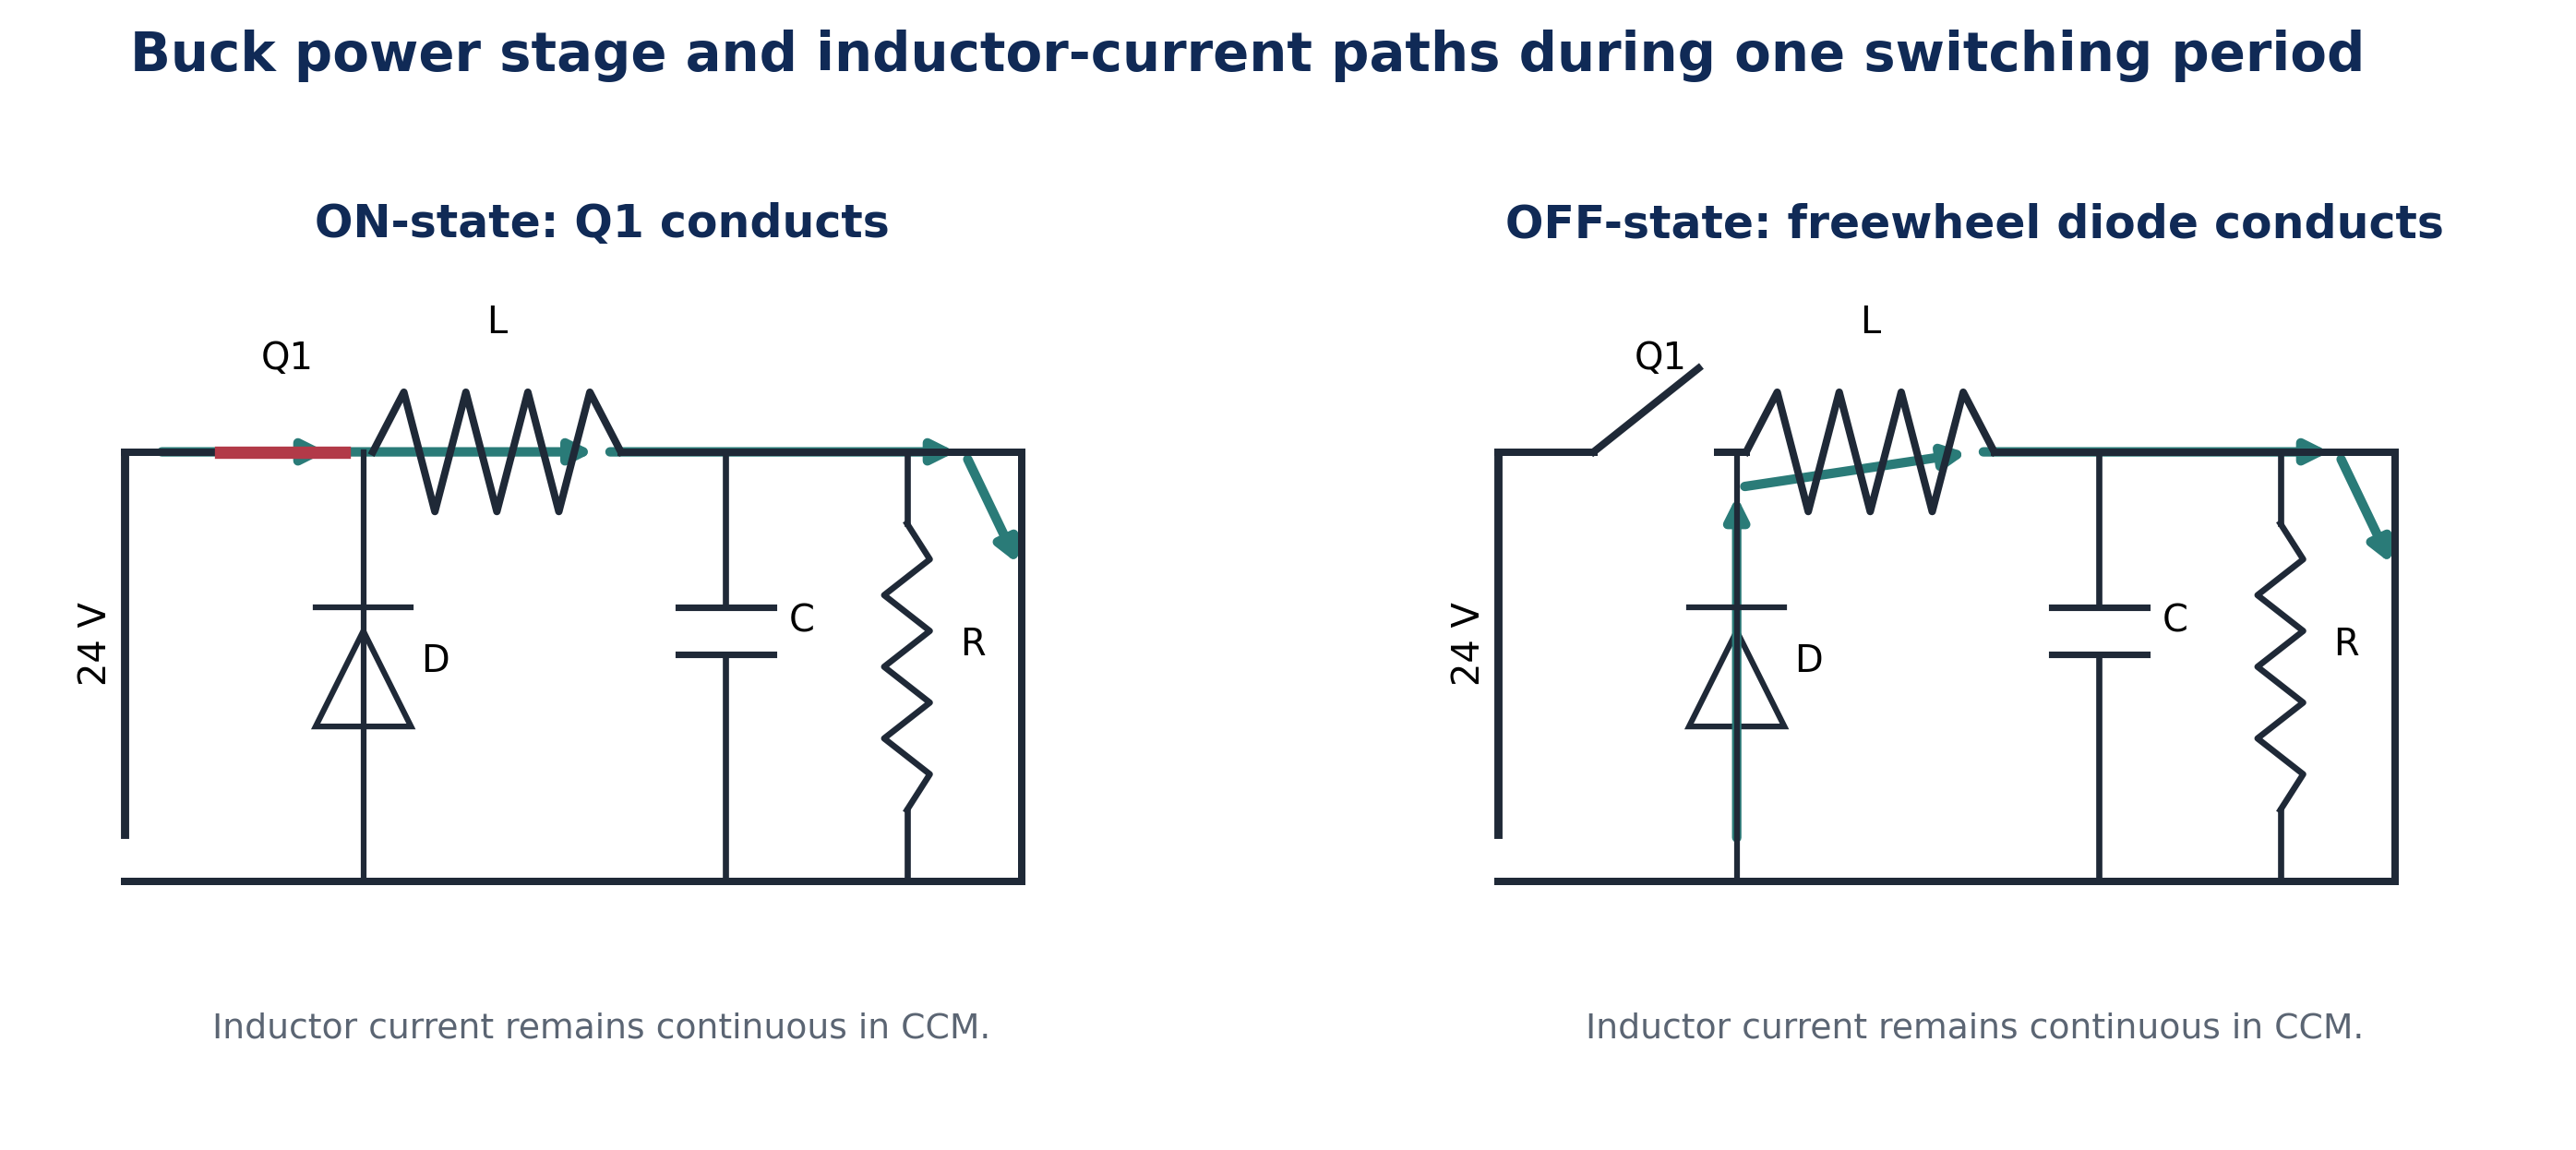 Buck power stage and inductor-current paths during one switching period
ON-state: Q1 conducts
L
Q1
24 V
D
C
R
Inductor current remains continuous in CCM.
OFF-state: freewheel diode conducts
L
Q1
24 V
D
C
R
Inductor current remains continuous in CCM.